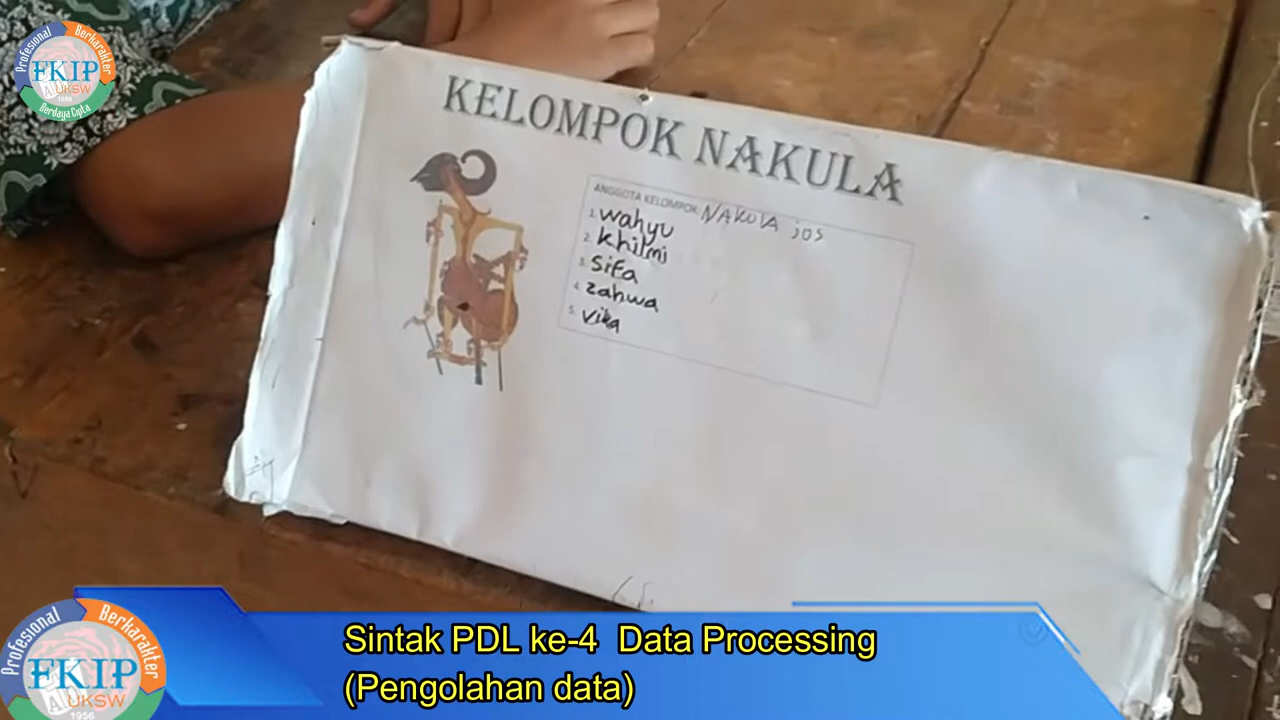 Profesional Berkarakter
FKIP
UKSW
1956
Berdaya Cipta
KELOMPOK NAKULA
ANGGOTA KELOMPOK: NAKULA jos
1. wahyu
2. Khilmi
3. Sifa
4. zahwa
5. Vika
Profesional Berkarakter
FKIP
UKSW
1956
Sintak PDL ke-4 Data Processing
(Pengolahan data)